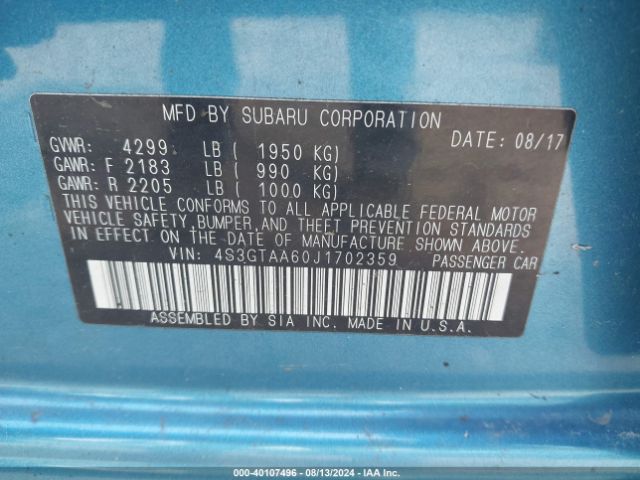 MFD BY SUBARU CORPORATION
DATE: 08/17
GVWR: 4299 LB ( 1950 KG)
GAWR: F 2183 LB ( 990 KG)
GAWR: R 2205 LB ( 1000 KG)
THIS VEHICLE CONFORMS TO ALL APPLICABLE FEDERAL MOTOR
VEHICLE SAFETY, BUMPER, AND THEFT PREVENTION STANDARDS
IN EFFECT ON THE DATE OF MANUFACTURE SHOWN ABOVE.
VIN: 4S3GTAA60J1702359 PASSENGER CAR
ASSEMBLED BY SIA INC. MADE IN U.S.A.
000-40107496 - 08/13/2024 - IAA Inc.